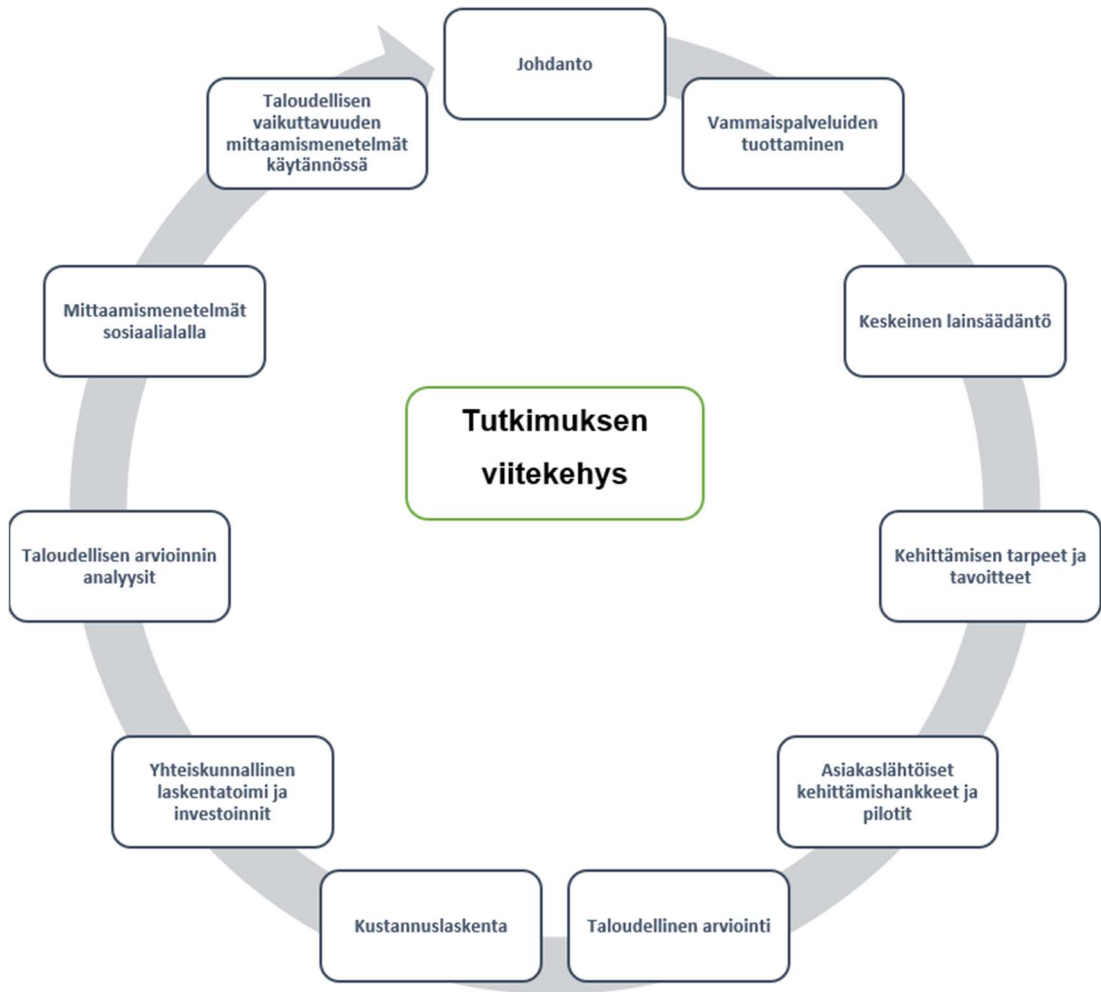 Johdanto
Vammaispalveluiden
tuottaminen
Keskeinen lainsäädäntö
Kehittämisen tarpeet ja
tavoitteet
Asiakaslähtöiset
kehittämishankkeet ja
pilotit
Taloudellinen arviointi
Kustannuslaskenta
Yhteiskunnallinen
laskentatoimi ja
investoinnit
Taloudellisen arvioinnin
analyysit
Mittaamismenetelmät
sosiaalialalla
Taloudellisen
vaikuttavuuden
mittaamismenetelmät
käytännössä
Tutkimuksen
viitekehys